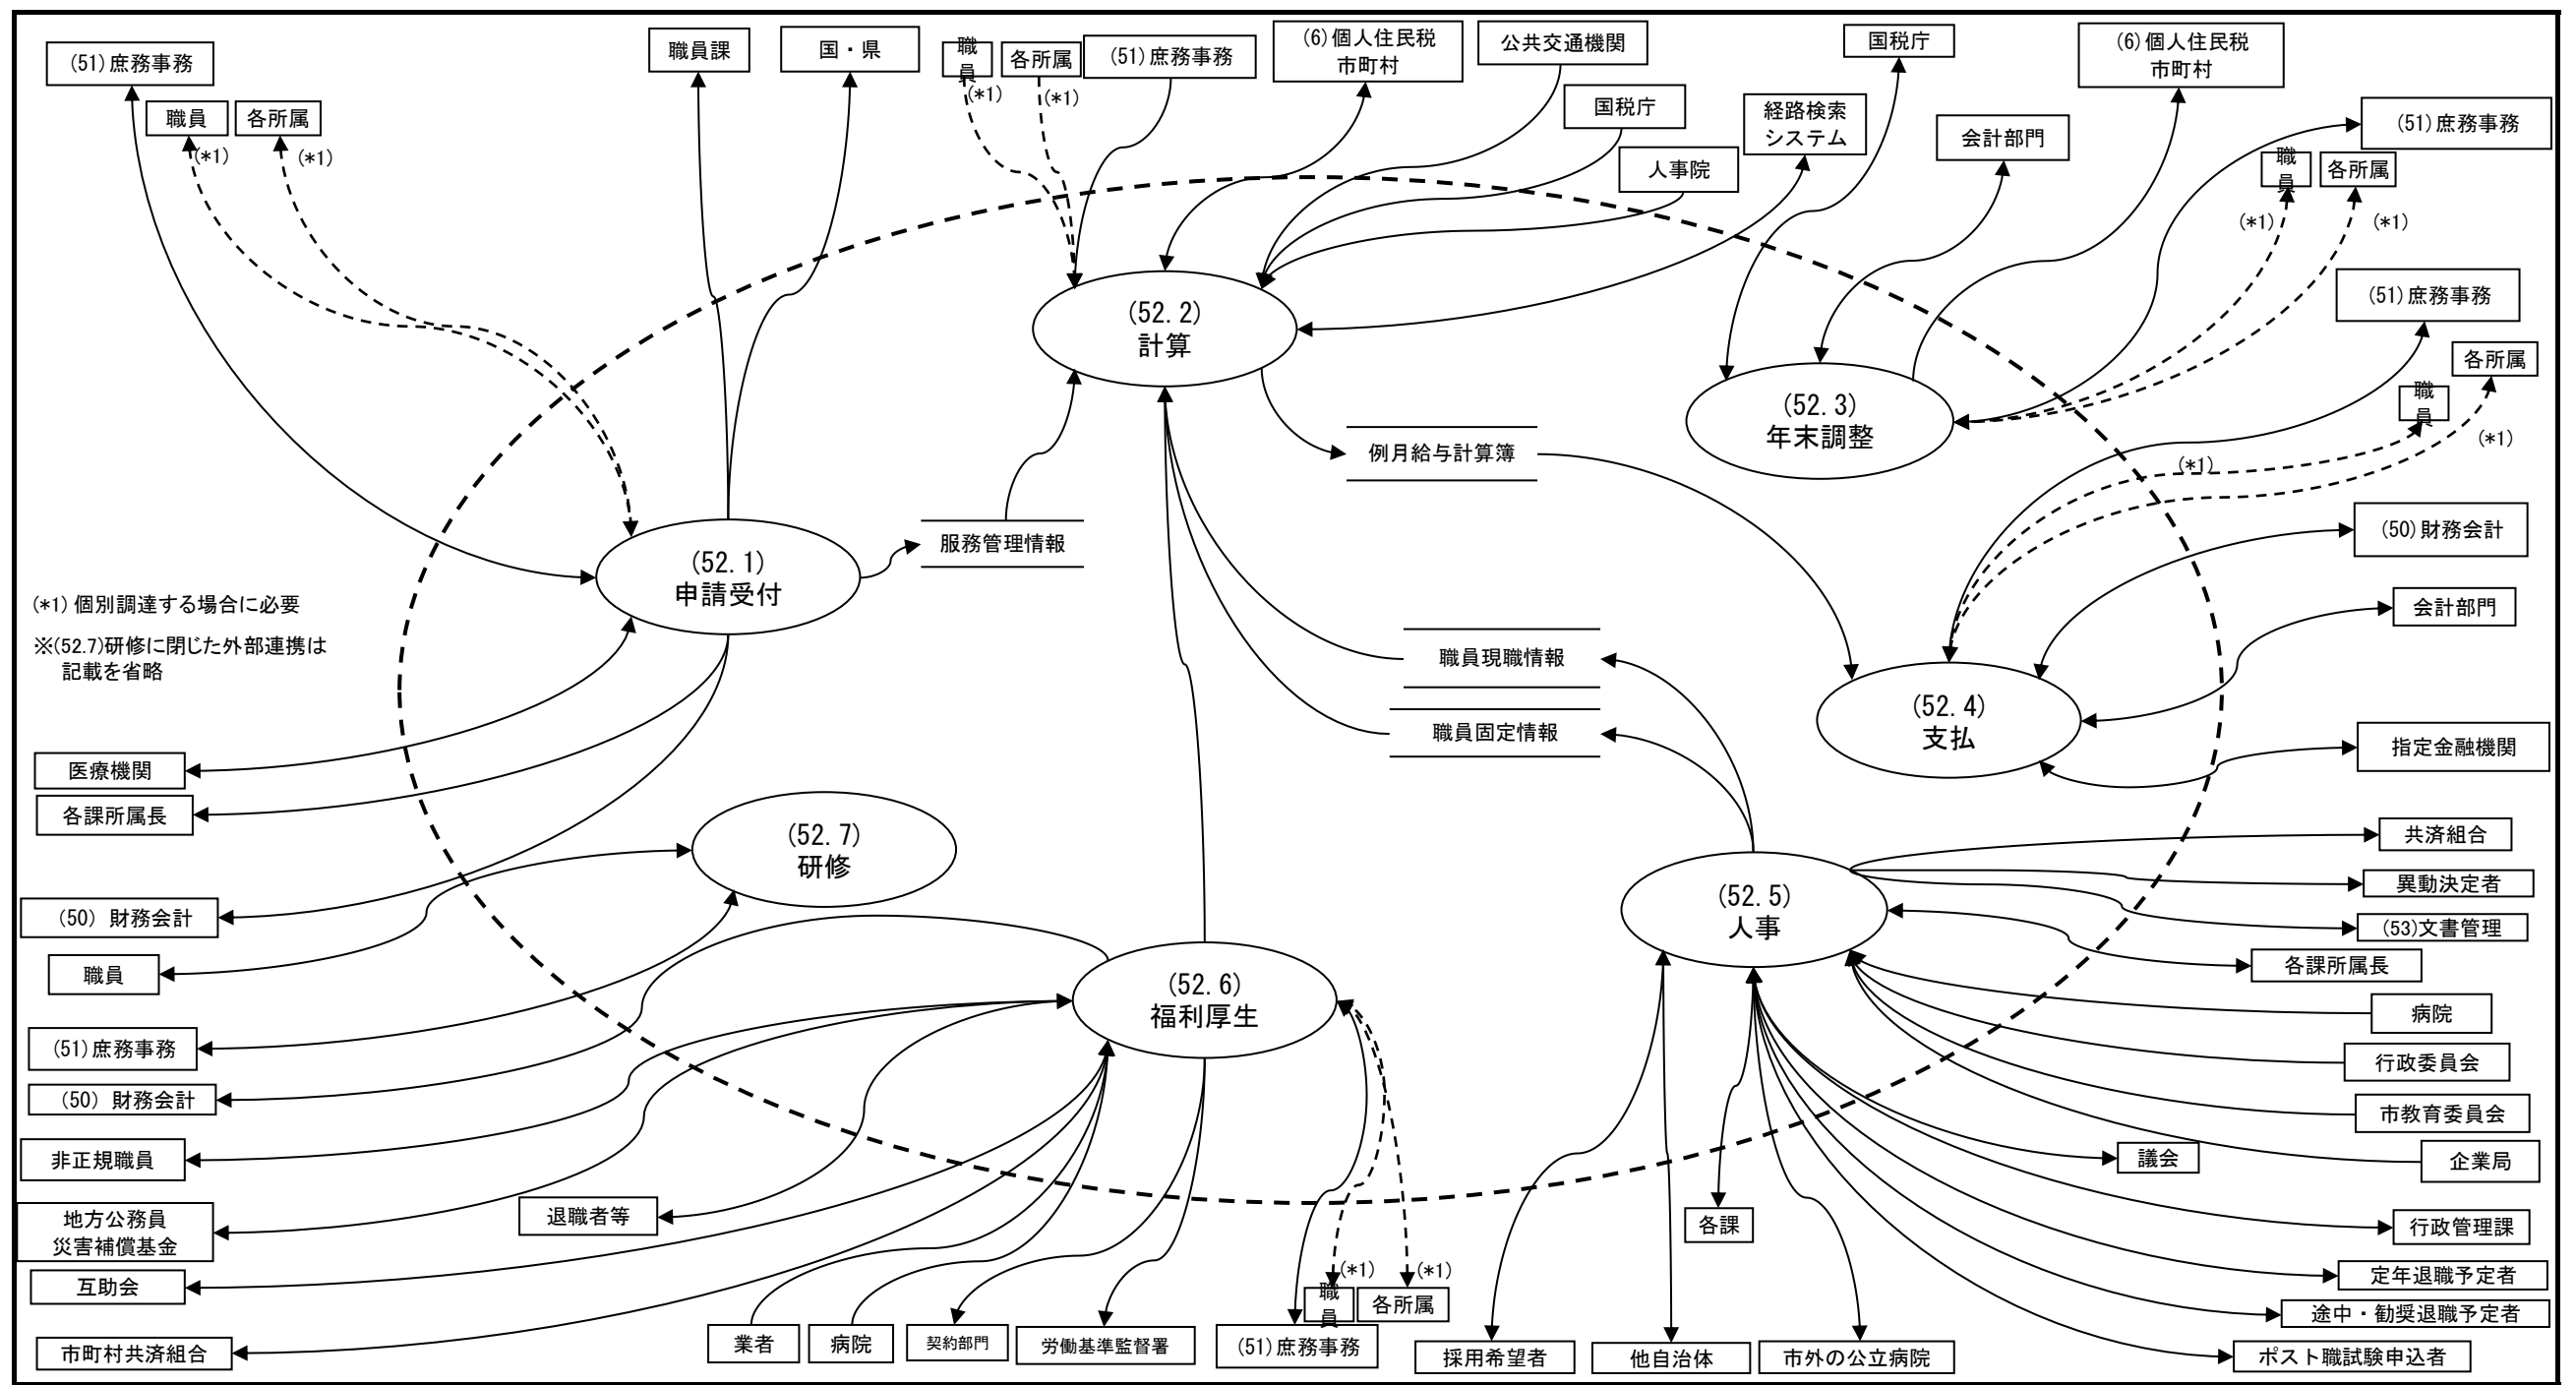 (51)庶務事務
職員
各所属
(*1)
(*1)
職員課
国・県
職
員
各所属
(*1)
(*1)
(51)庶務事務
(6)個人住民税
市町村
公共交通機関
国税庁
人事院
経路検索
システム
国税庁
会計部門
(6)個人住民税
市町村
(51)庶務事務
職
員
各所属
(*1)
(*1)
(51)庶務事務
各所属
職
員
(*1)
(*1)
(52.2)
計算
(52.3)
年末調整
例月給与計算簿
服務管理情報
(52.1)
申請受付
(*1) 個別調達する場合に必要
※(52.7)研修に閉じた外部連携は
記載を省略
(50)財務会計
会計部門
職員現職情報
職員固定情報
(52.4)
支払
指定金融機関
医療機関
各課所属長
(50) 財務会計
職員
(51)庶務事務
(50) 財務会計
非正規職員
地方公務員
災害補償基金
互助会
市町村共済組合
(52.7)
研修
(52.6)
福利厚生
(52.5)
人事
共済組合
異動決定者
(53)文書管理
各課所属長
病院
行政委員会
市教育委員会
企業局
議会
行政管理課
定年退職予定者
途中・勧奨退職予定者
ポスト職試験申込者
退職者等
業者
病院
契約部門
労働基準監督署
(51)庶務事務
職
員
各所属
(*1)
(*1)
各課
採用希望者
他自治体
市外の公立病院